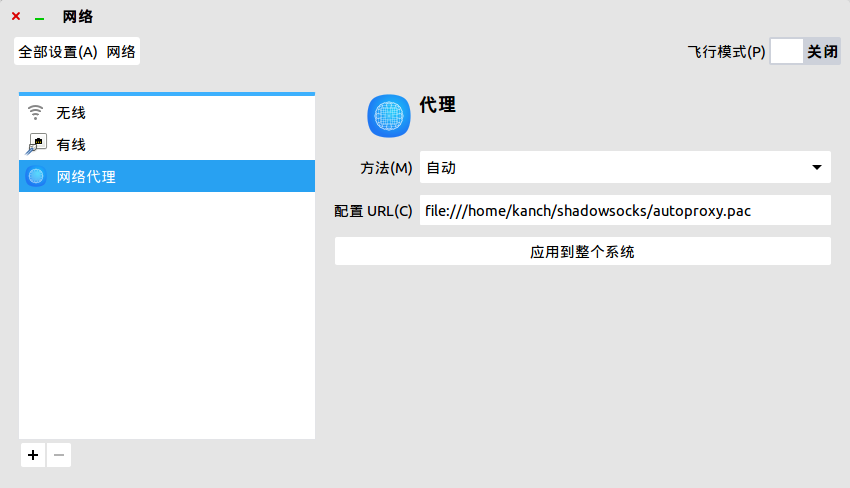 网络
全部设置(A) 网络
飞行模式(P) 关闭
无线
有线
网络代理
代理
方法(M) 自动
配置 URL(C) file:///home/kanch/shadowsocks/autoproxy.pac
应用到整个系统